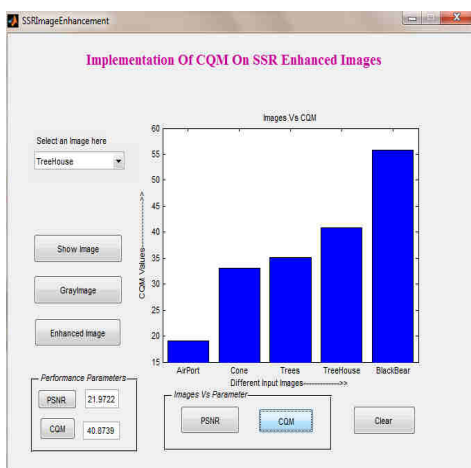 SSRImageEnhancement
Implementation Of CQM On SSR Enhanced Images
Select an Image here
TreeHouse
Show Image
GrayImage
Enhanced Image
Performance Parameters
PSNR 21.9722
CQM 40.8739
Images Vs CQM
CQM Values-------------->>
60
55
50
45
40
35
30
25
20
15
AirPort Cone Trees TreeHouse BlackBear
Different Input Images------------->>
Images Vs Parameter
PSNR CQM
Clear